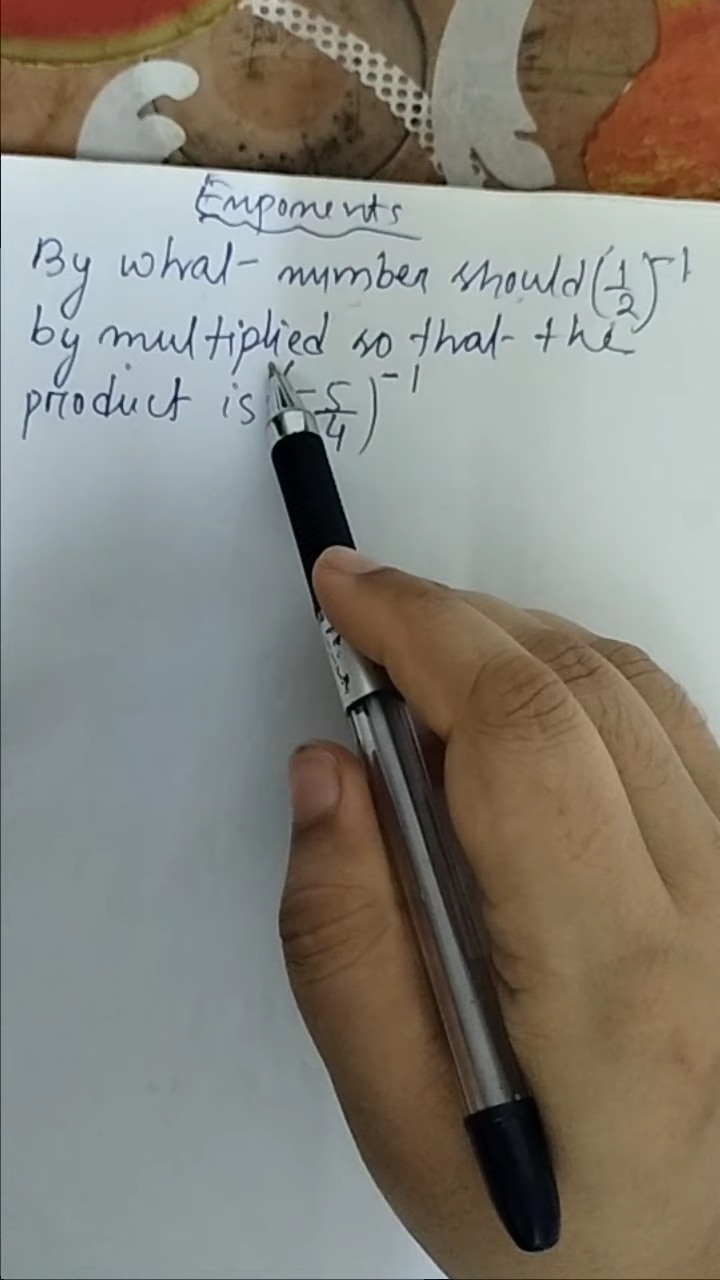 Exponents
By what number should (1/2)^-1
by multiplied so that the
product is (-5/4)^-1